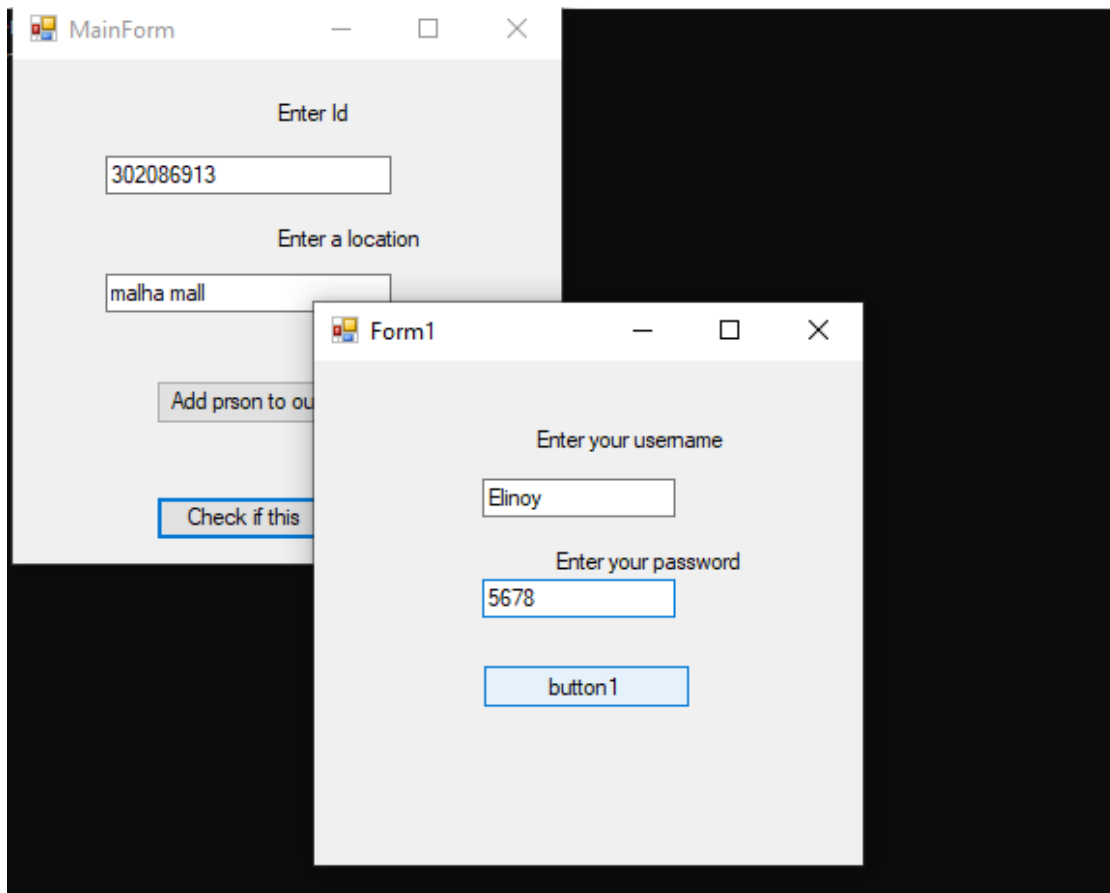 MainForm
Enter Id
302086913
Enter a location
malha mall
Add prson to ou
Check if this
Form1
Enter your username
Elinoy
Enter your password
5678
button1